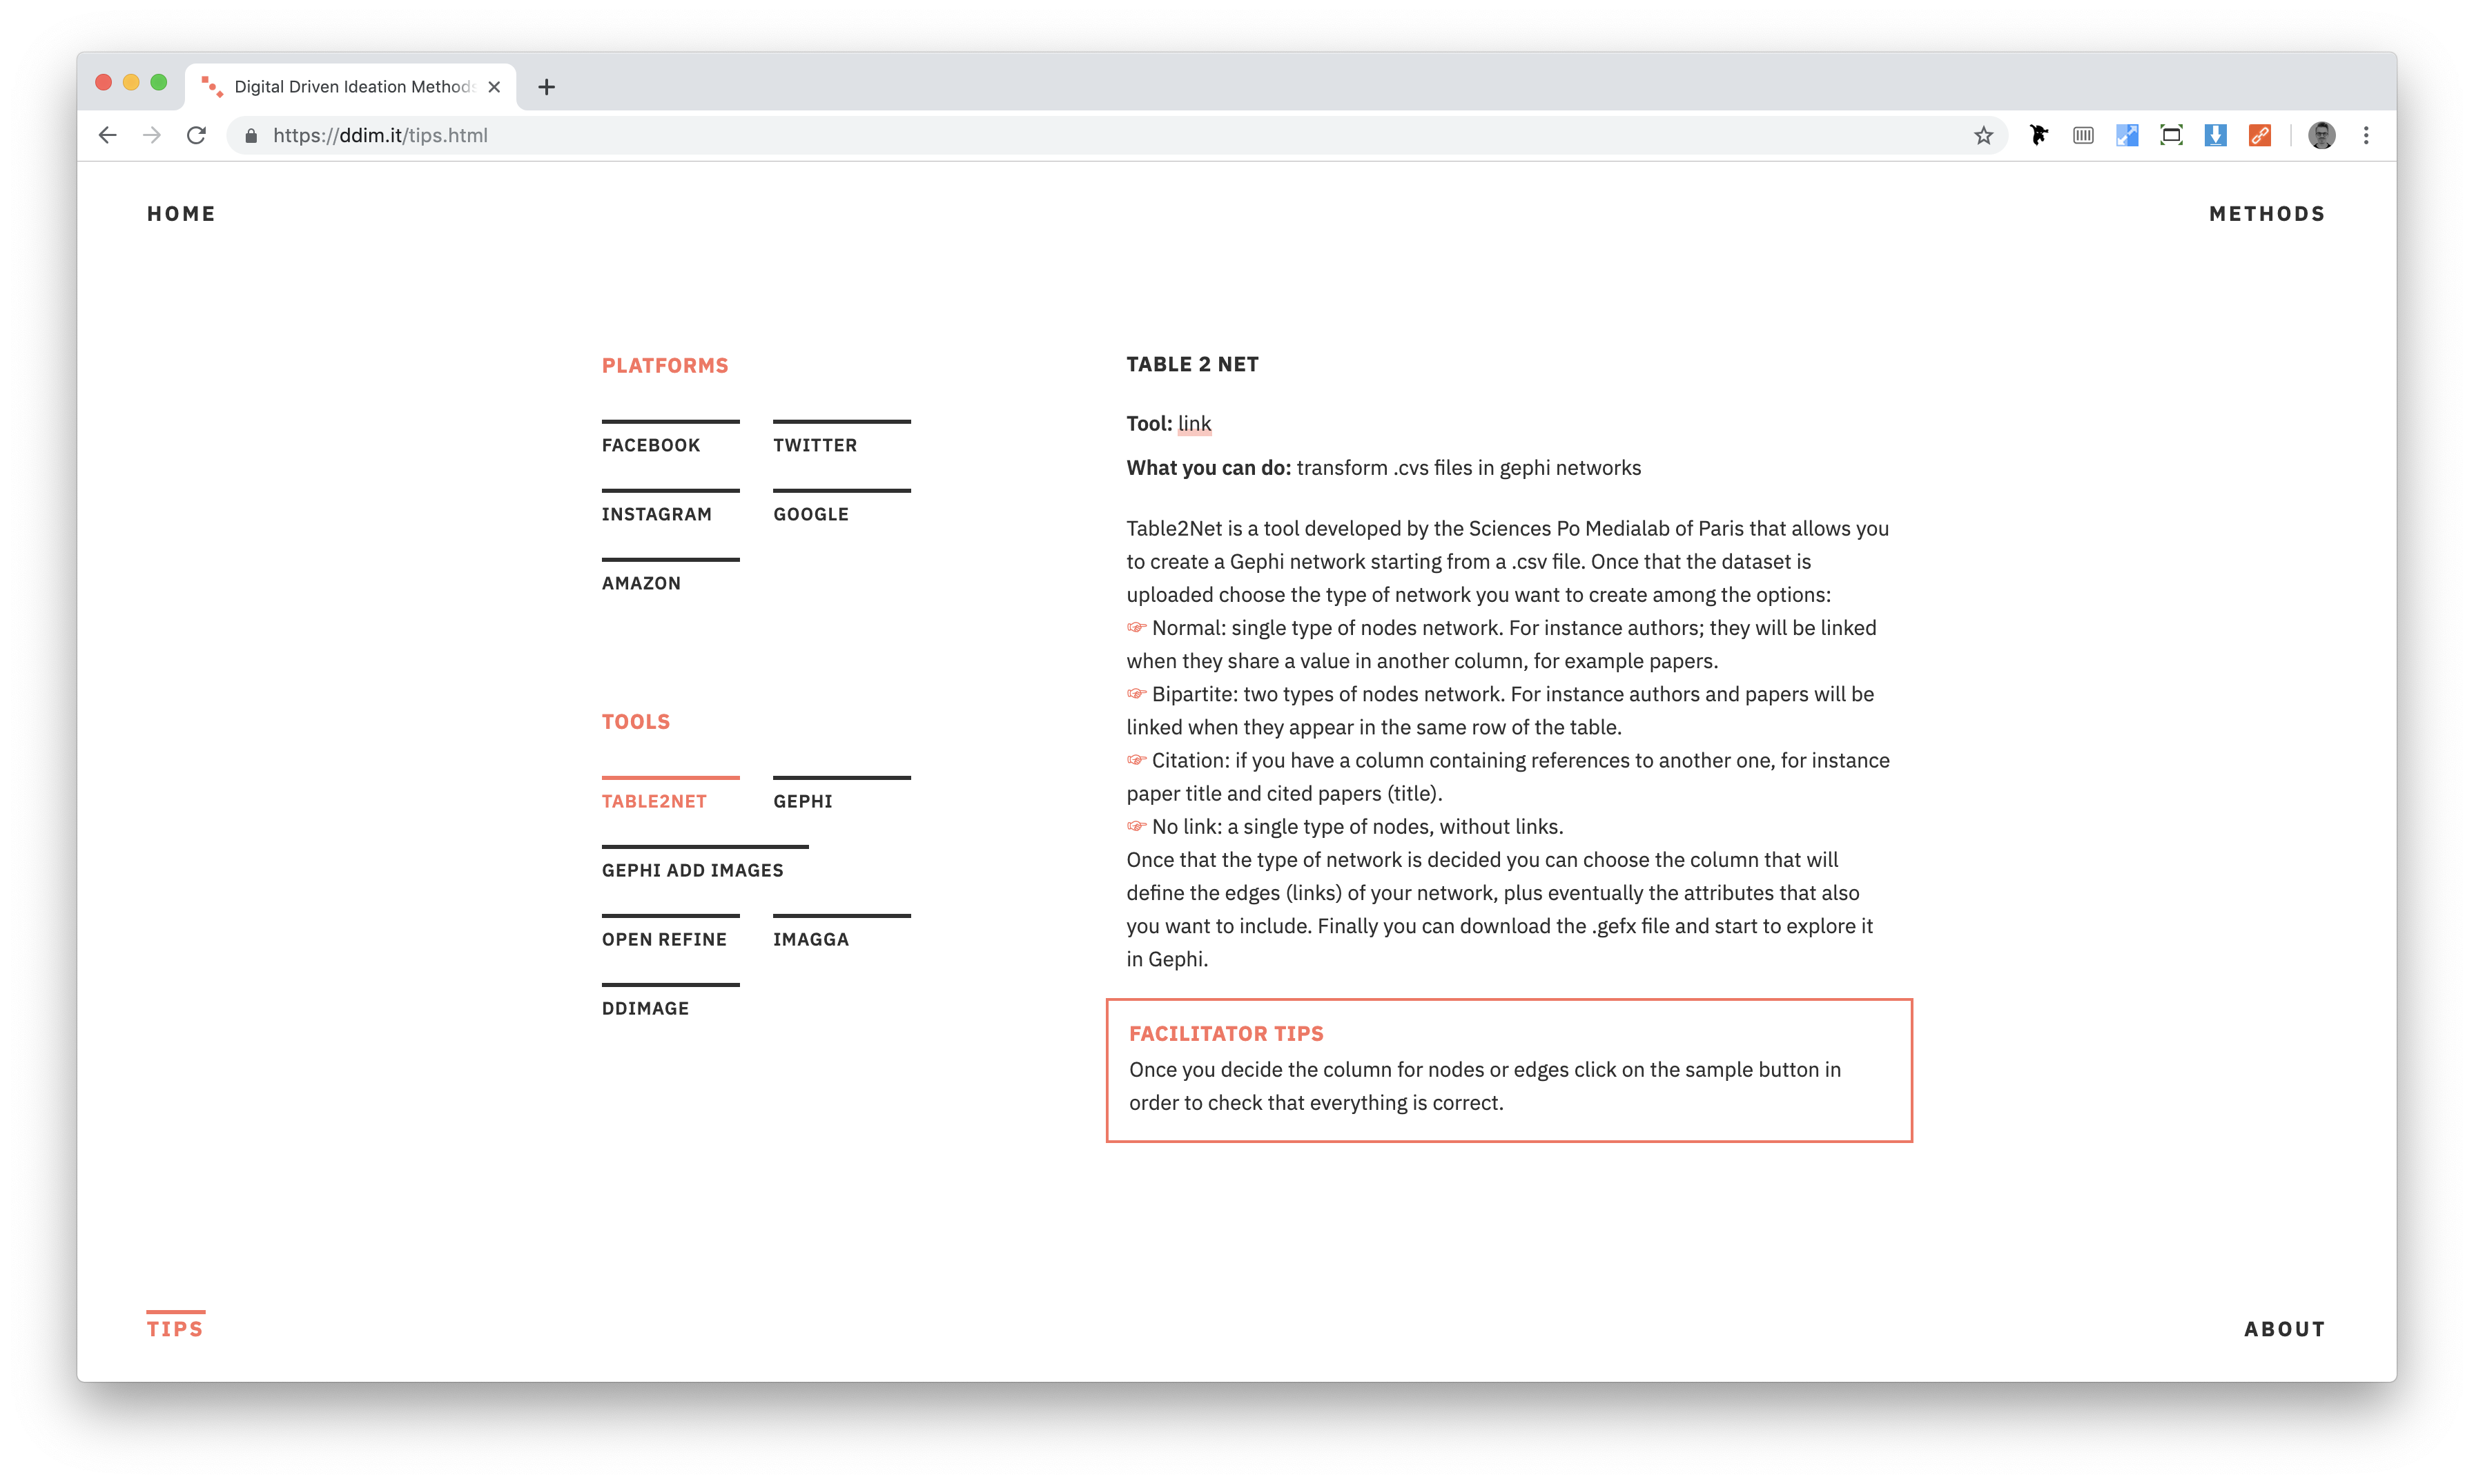 Digital Driven Ideation Methods
https://ddim.it/tips.html
HOME
METHODS
PLATFORMS
FACEBOOK
TWITTER
INSTAGRAM
GOOGLE
AMAZON
TOOLS
TABLE2NET
GEPHI
GEPHI ADD IMAGES
OPEN REFINE
IMAGGA
DDIMAGE
TABLE 2 NET
Tool: link
What you can do: transform .cvs files in gephi networks
Table2Net is a tool developed by the Sciences Po Medialab of Paris that allows you
to create a Gephi network starting from a .csv file. Once that the dataset is
uploaded choose the type of network you want to create among the options:
☞ Normal: single type of nodes network. For instance authors; they will be linked
when they share a value in another column, for example papers.
☞ Bipartite: two types of nodes network. For instance authors and papers will be
linked when they appear in the same row of the table.
☞ Citation: if you have a column containing references to another one, for instance
paper title and cited papers (title).
☞ No link: a single type of nodes, without links.
Once that the type of network is decided you can choose the column that will
define the edges (links) of your network, plus eventually the attributes that also
you want to include. Finally you can download the .gefx file and start to explore it
in Gephi.
FACILITATOR TIPS
Once you decide the column for nodes or edges click on the sample button in
order to check that everything is correct.
TIPS
ABOUT